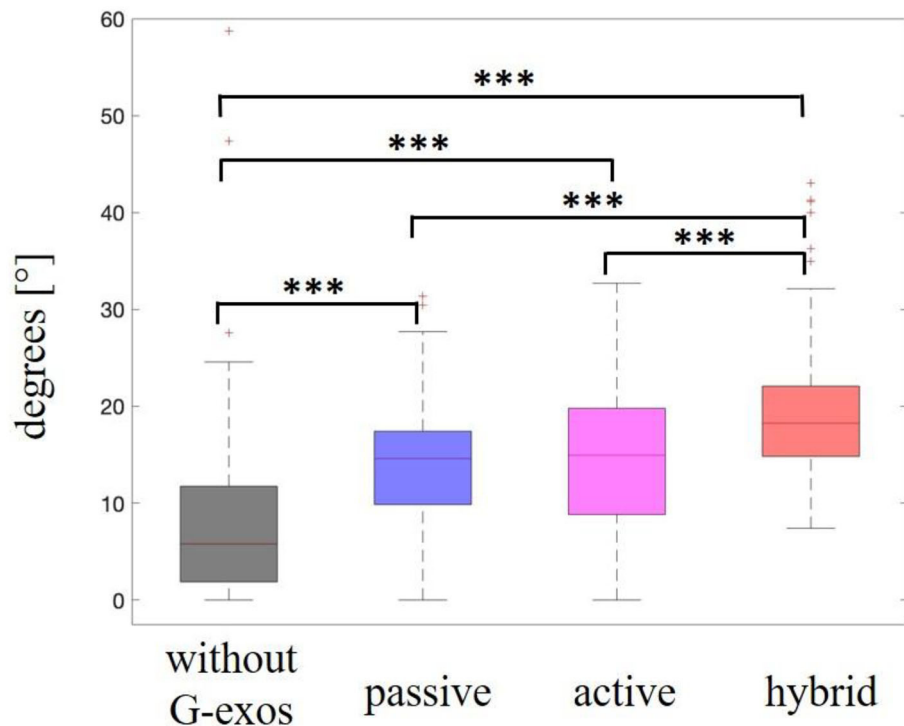 60
***
50
***
40
***
***
30
***
20
10
0
degrees [°]
without
G-exos
passive
active
hybrid